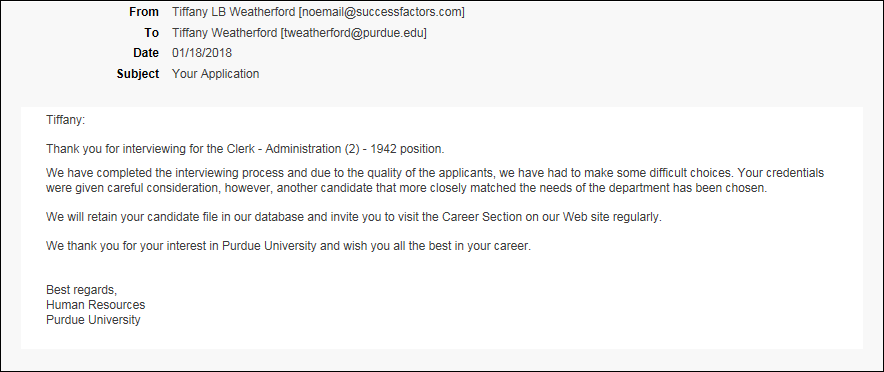 From Tiffany LB Weatherford [noemail@successfactors.com]
To Tiffany Weatherford [tweatherford@purdue.edu]
Date 01/18/2018
Subject Your Application
Tiffany:
Thank you for interviewing for the Clerk - Administration (2) - 1942 position.
We have completed the interviewing process and due to the quality of the applicants, we have had to make some difficult choices. Your credentials
were given careful consideration, however, another candidate that more closely matched the needs of the department has been chosen.
We will retain your candidate file in our database and invite you to visit the Career Section on our Web site regularly.
We thank you for your interest in Purdue University and wish you all the best in your career.
Best regards,
Human Resources
Purdue University